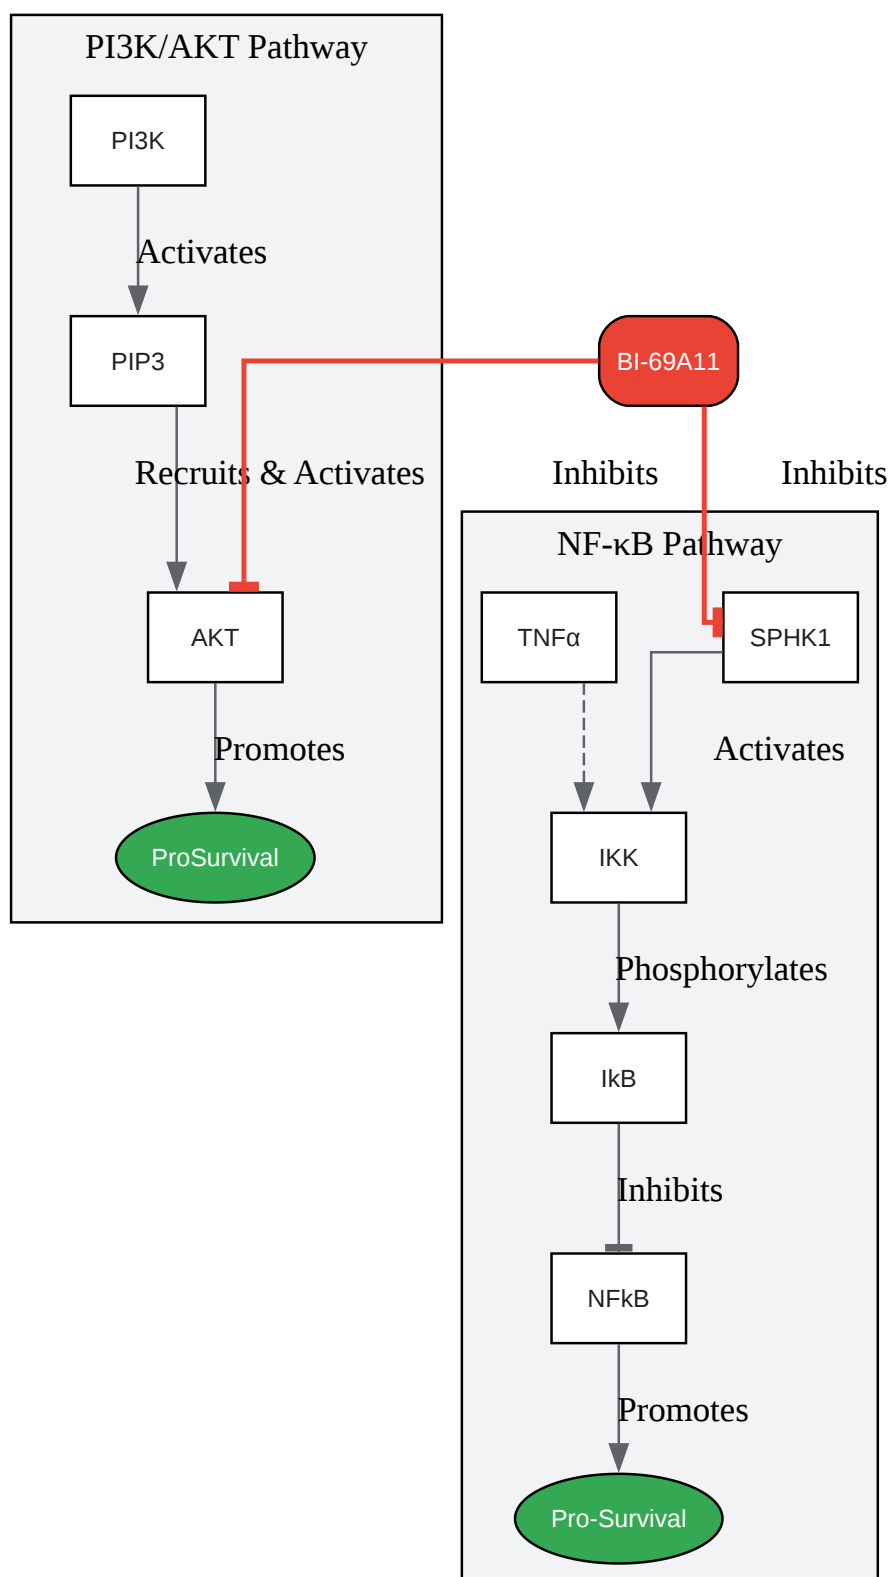 PI3K/AKT Pathway
PI3K
Activates
PIP3
BI-69A11
Recruits & Activates
Inhibits
Inhibits
NF-κB Pathway
AKT
TNFα
SPHK1
Promotes
Activates
ProSurvival
IKK
Phosphorylates
IkB
Inhibits
NFkB
Promotes
Pro-Survival